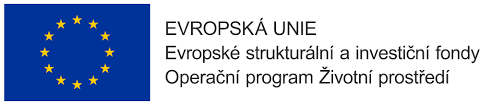 EVROPSKÁ UNIE
Evropské strukturální a investiční fondy
Operační program Životní prostředí